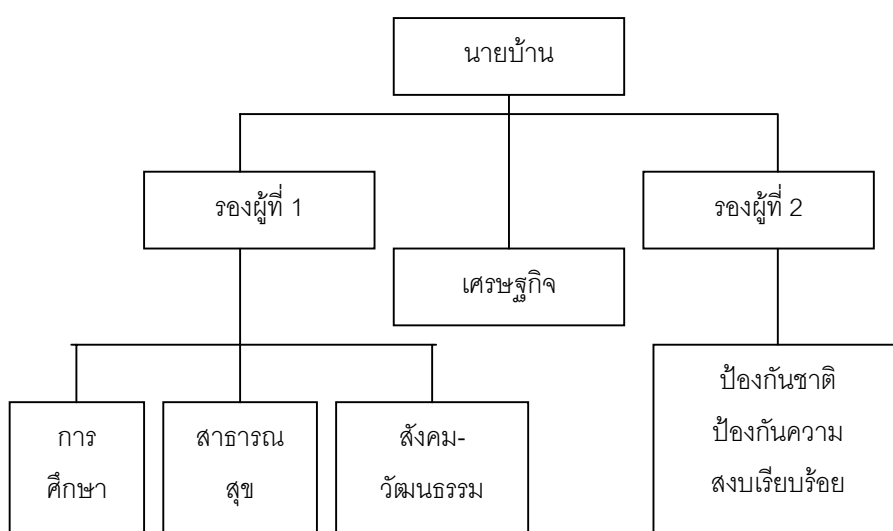 นายบ้าน
รองผู้ที่ 1
รองผู้ที่ 2
เศรษฐกิจ
การ
ศึกษา
สาธารณ
สุข
สังคม-
วัฒนธรรม
ป้องกันชาติ
ป้องกันความ
สงบเรียบร้อย